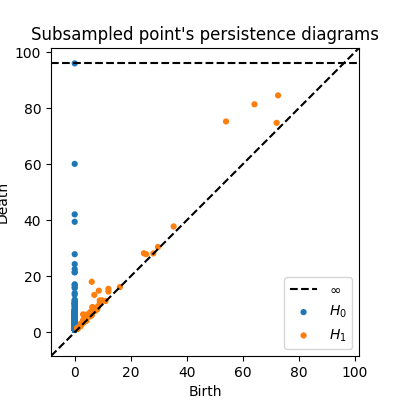 Subsampled point's persistence diagrams
100
80
60
40
20
0
Death
0 20 40 60 80 100
Birth
∞
H₀
H₁